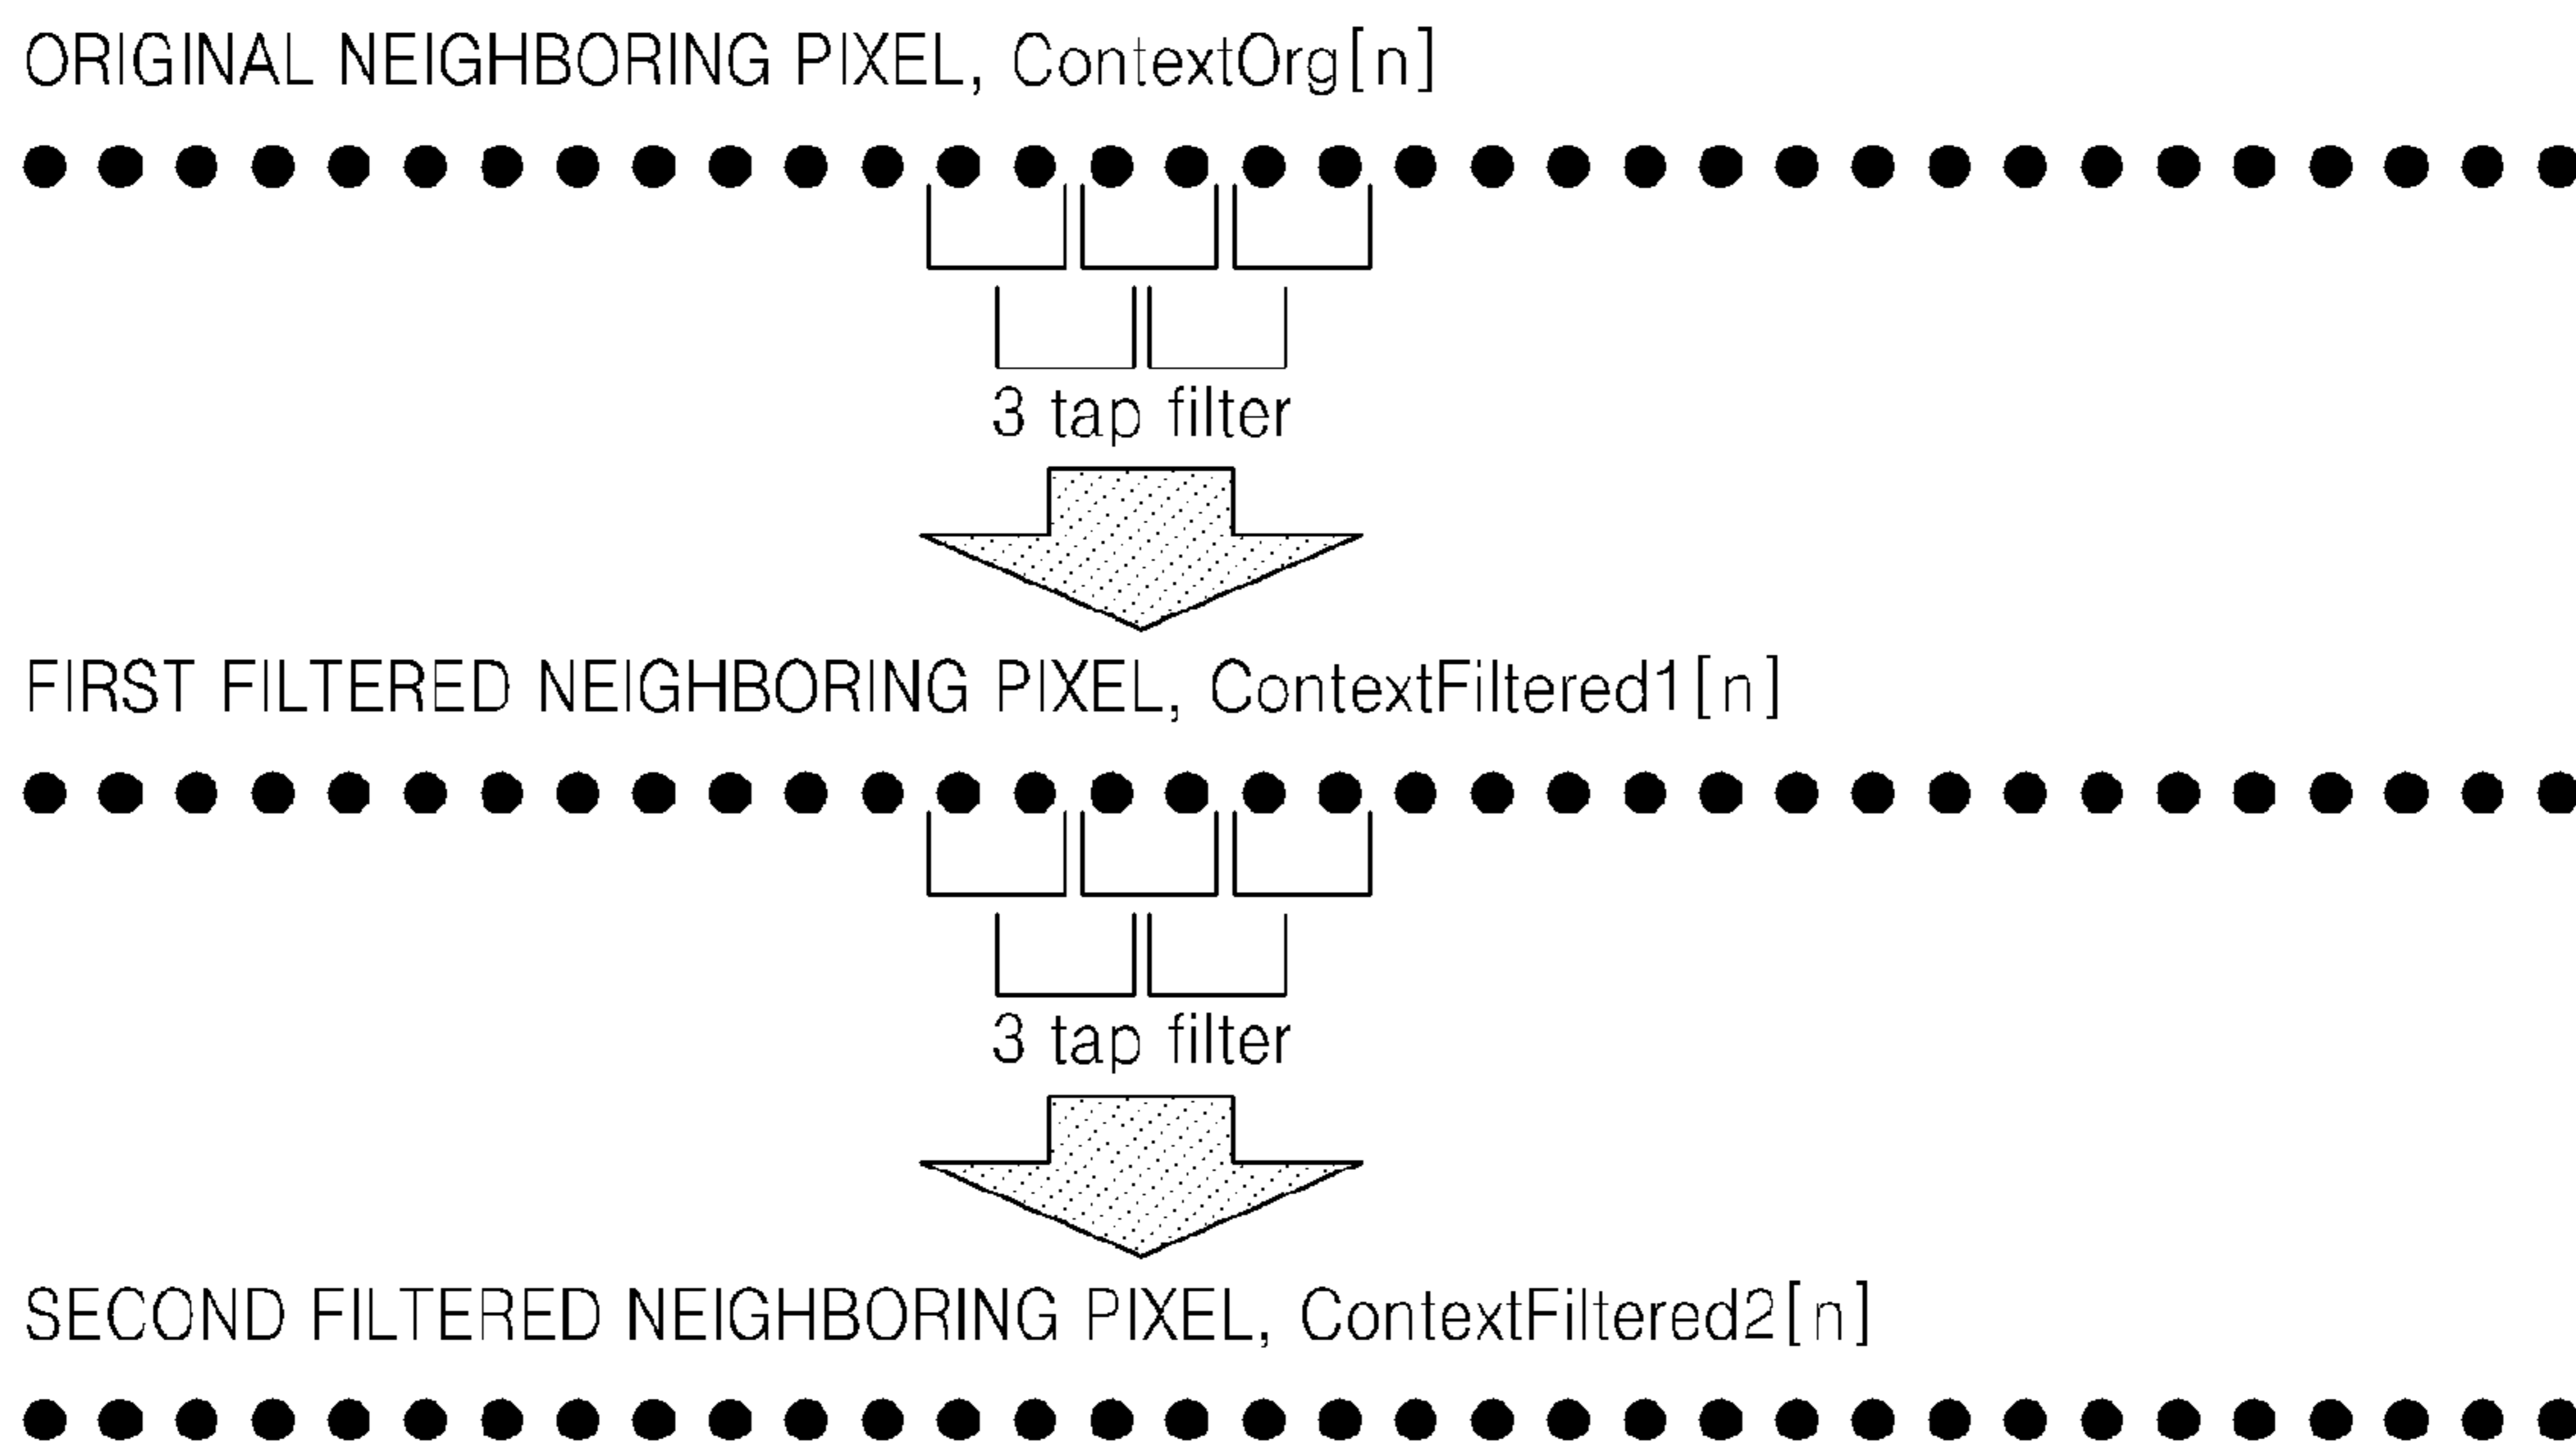 ORIGINAL NEIGHBORING PIXEL, ContextOrg[n]
3 tap filter
FIRST FILTERED NEIGHBORING PIXEL, ContextFiltered1[n]
3 tap filter
SECOND FILTERED NEIGHBORING PIXEL, ContextFiltered2[n]